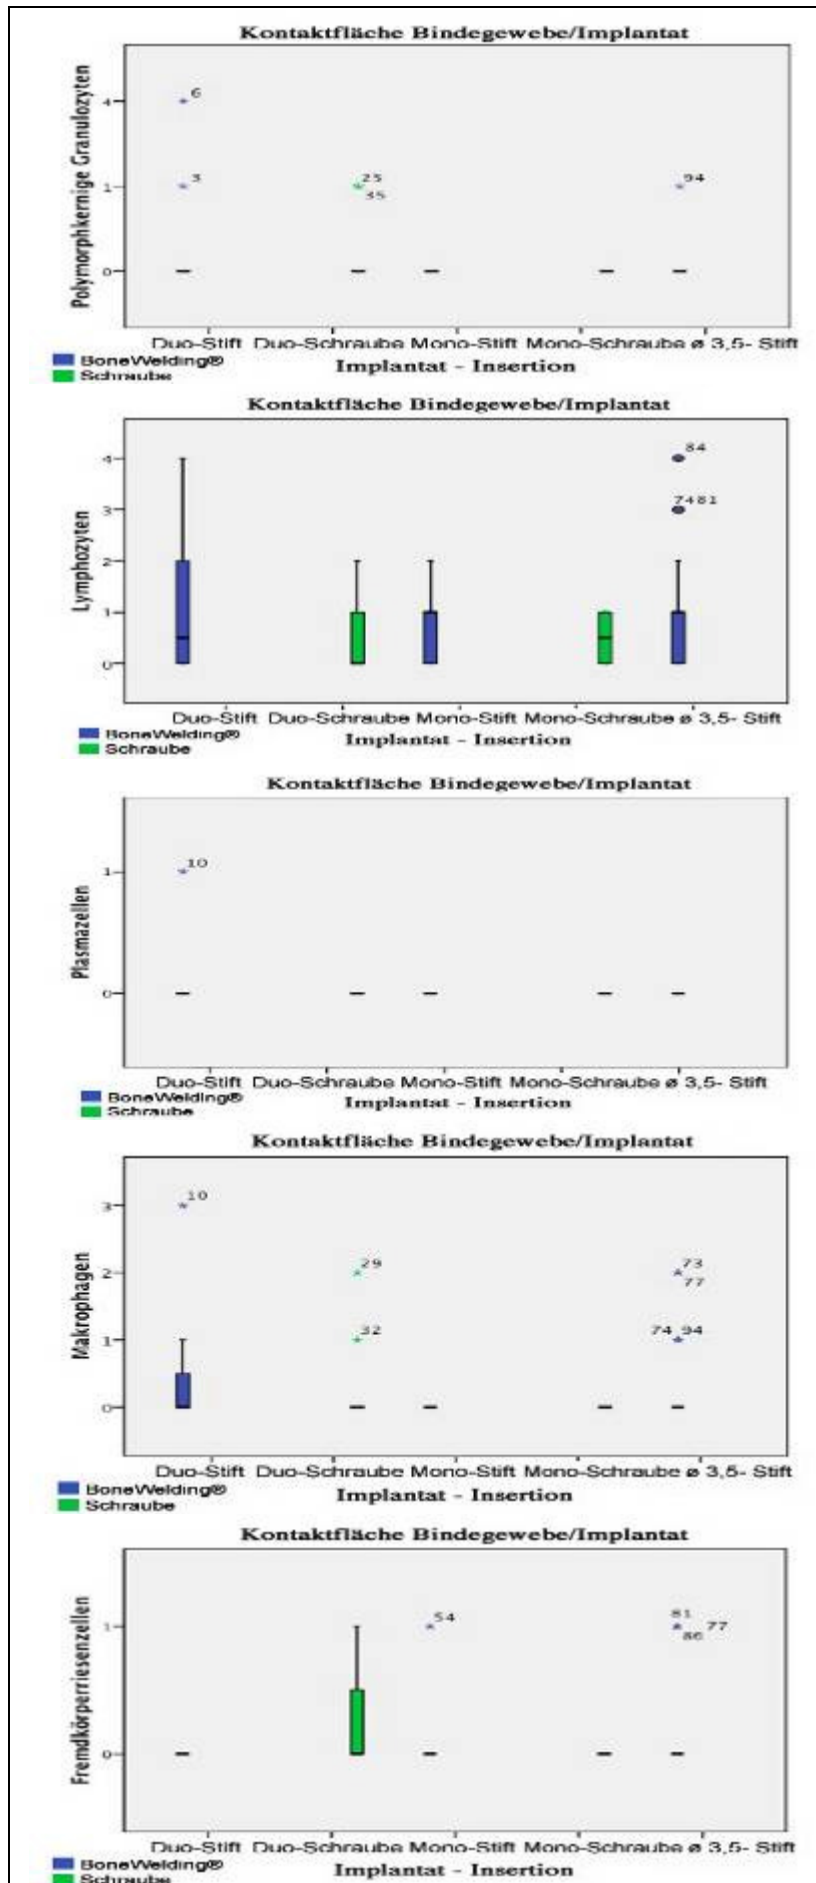 Kontaktfläche Bindegewebe/Implantat
Polymorphkernige Granulozyten
4
6
1
3
25
35
94
0
Duo-Stift Duo-Schraube Mono-Stift Mono-Schraube ø 3,5- Stift
BoneWelding®
Schraube
Implantat - Insertion
Kontaktfläche Bindegewebe/Implantat
Lymphozyten
4
84
3
7481
2
1
0
Duo-Stift Duo-Schraube Mono-Stift Mono-Schraube ø 3,5- Stift
BoneWelding®
Schraube
Implantat - Insertion
Kontaktfläche Bindegewebe/Implantat
Plasmazellen
1
10
0
Duo-Stift Duo-Schraube Mono-Stift Mono-Schraube ø 3,5- Stift
BoneWelding®
Schraube
Implantat - Insertion
Kontaktfläche Bindegewebe/Implantat
Makrophagen
3
10
2
29
73
77
1
32
74 94
0
Duo-Stift Duo-Schraube Mono-Stift Mono-Schraube ø 3,5- Stift
BoneWelding®
Schraube
Implantat - Insertion
Kontaktfläche Bindegewebe/Implantat
Fremdkörperriesenzellen
1
54
81
77
86
0
Duo-Stift Duo-Schraube Mono-Stift Mono-Schraube ø 3,5- Stift
BoneWelding®
Schraube
Implantat - Insertion